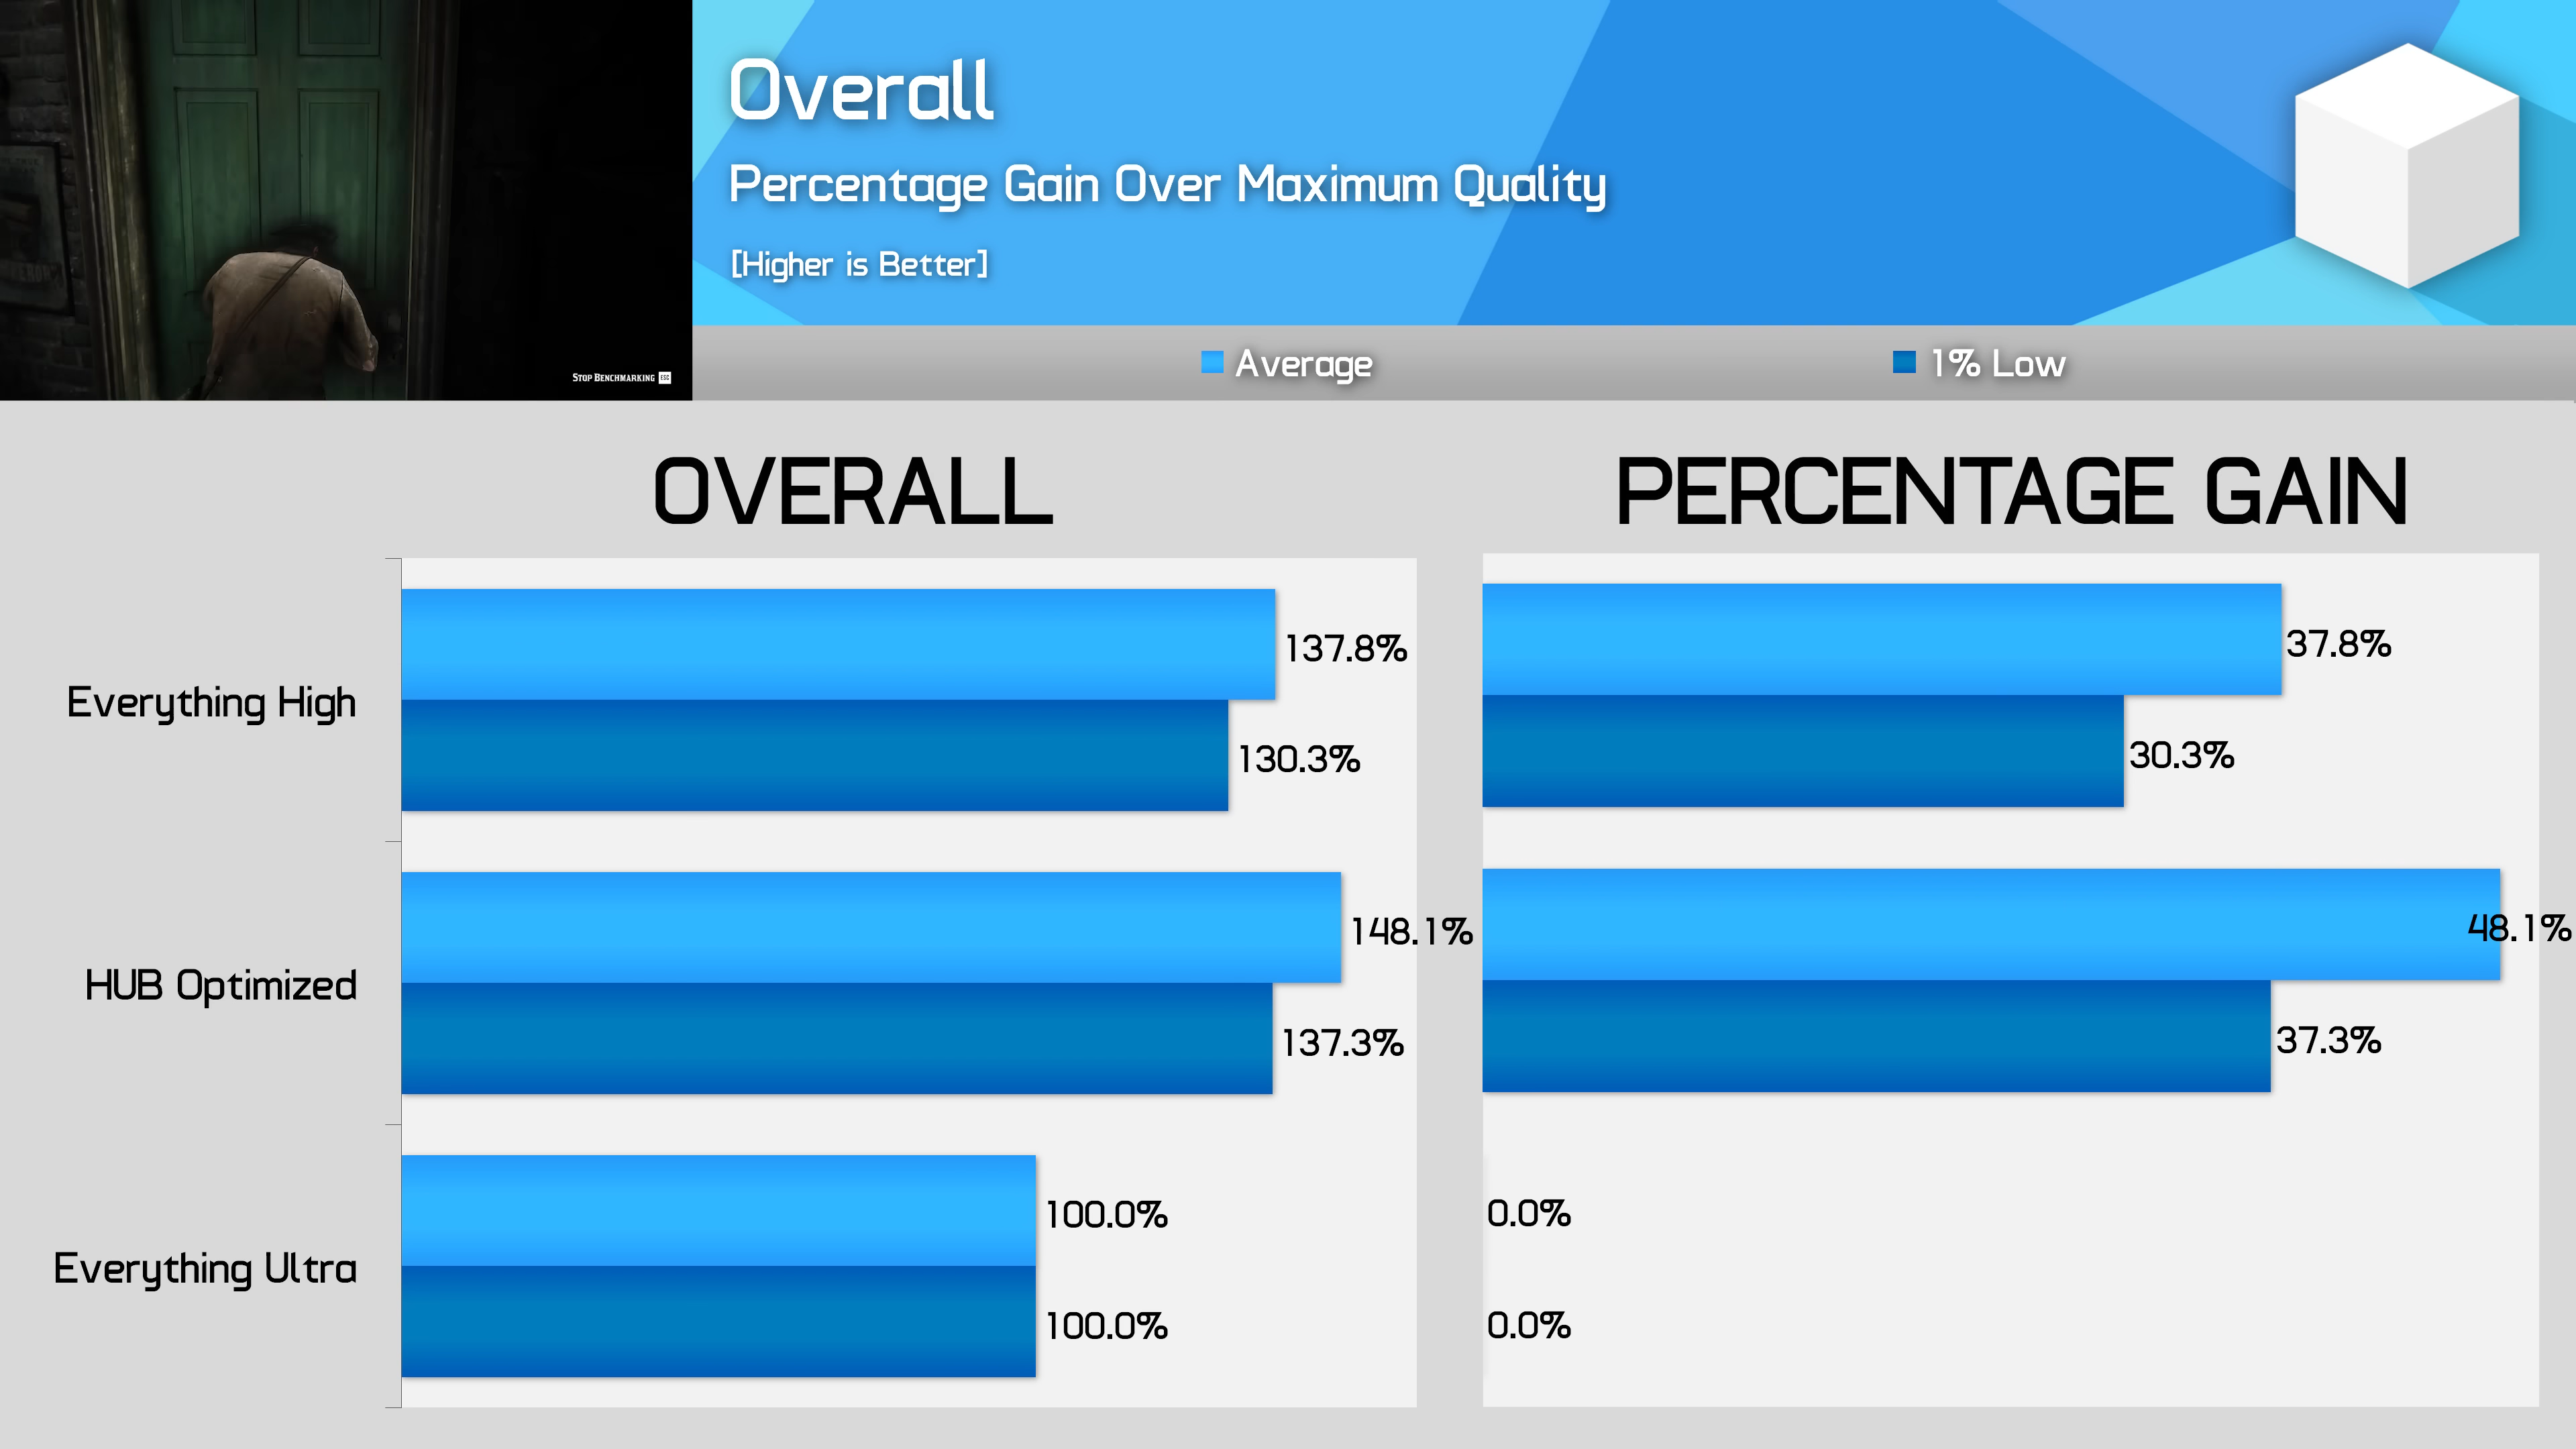 Overall
Percentage Gain Over Maximum Quality
[Higher is Better]
STOP BENCHMARKING ESC
Average
1% Low
OVERALL
PERCENTAGE GAIN
Everything High
137.8%
130.3%
37.8%
30.3%
HUB Optimized
148.1%
137.3%
48.1%
37.3%
Everything Ultra
100.0%
100.0%
0.0%
0.0%